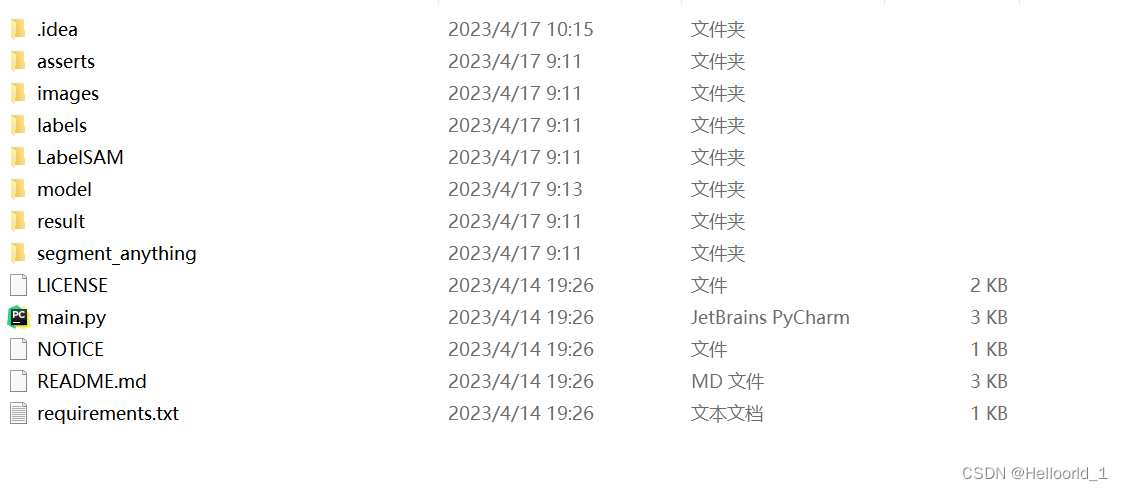 .idea 2023/4/17 10:15 文件夹
asserts 2023/4/17 9:11 文件夹
images 2023/4/17 9:11 文件夹
labels 2023/4/17 9:11 文件夹
LabelSAM 2023/4/17 9:11 文件夹
model 2023/4/17 9:13 文件夹
result 2023/4/17 9:11 文件夹
segment_anything 2023/4/17 9:11 文件夹
LICENSE 2023/4/14 19:26 文件 2 KB
PC main.py 2023/4/14 19:26 JetBrains PyCharm 3 KB
NOTICE 2023/4/14 19:26 文件 1 KB
README.md 2023/4/14 19:26 MD 文件 3 KB
requirements.txt 2023/4/14 19:26 文本文档 1 KB
CSDN @Helloorld_1